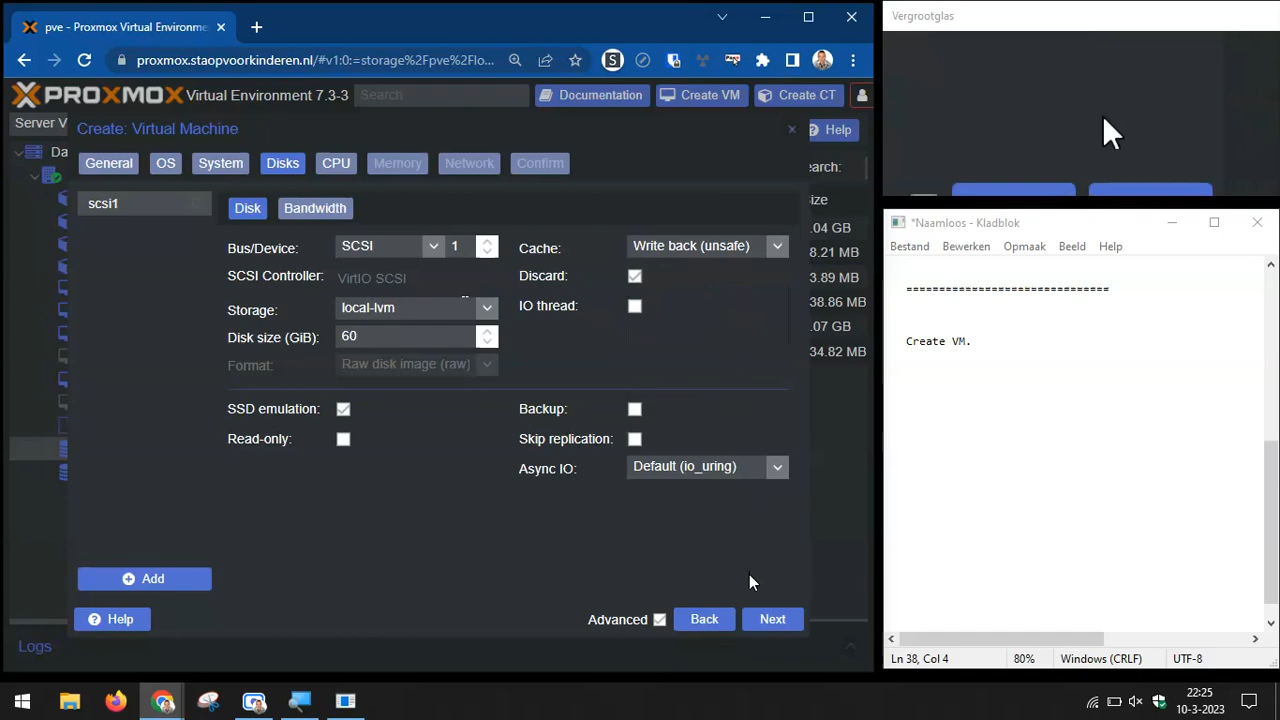 pve - Proxmox Virtual Environme
proxmox.staopvoorkinderen.nl/#v1:0:=storage%2Fpve%2Flo...
PROXMOX Virtual Environment 7.3-3 Search Documentation Create VM Create CT
Server V
Help
Create: Virtual Machine
Da
earch:
General OS System Disks CPU Memory Network Confirm
scsi1
Disk Bandwidth
ize
.04 GB
8.21 MB
3.89 MB
38.86 MB
.07 GB
34.82 MB
Bus/Device: SCSI 1
SCSI Controller: VirtIO SCSI
Storage: local-lvm
Disk size (GiB): 60
Format: Raw disk image (raw)
Cache: Write back (unsafe)
Discard:
IO thread:
SSD emulation:
Read-only:
Backup:
Skip replication:
Async IO: Default (io_uring)
Add
Help
Advanced Back Next
Logs
Vergrootglas
*Naamloos - Kladblok
Bestand Bewerken Opmaak Beeld Help
===============================
Create VM.
Ln 38, Col 4 80% Windows (CRLF) UTF-8
22:25
10-3-2023